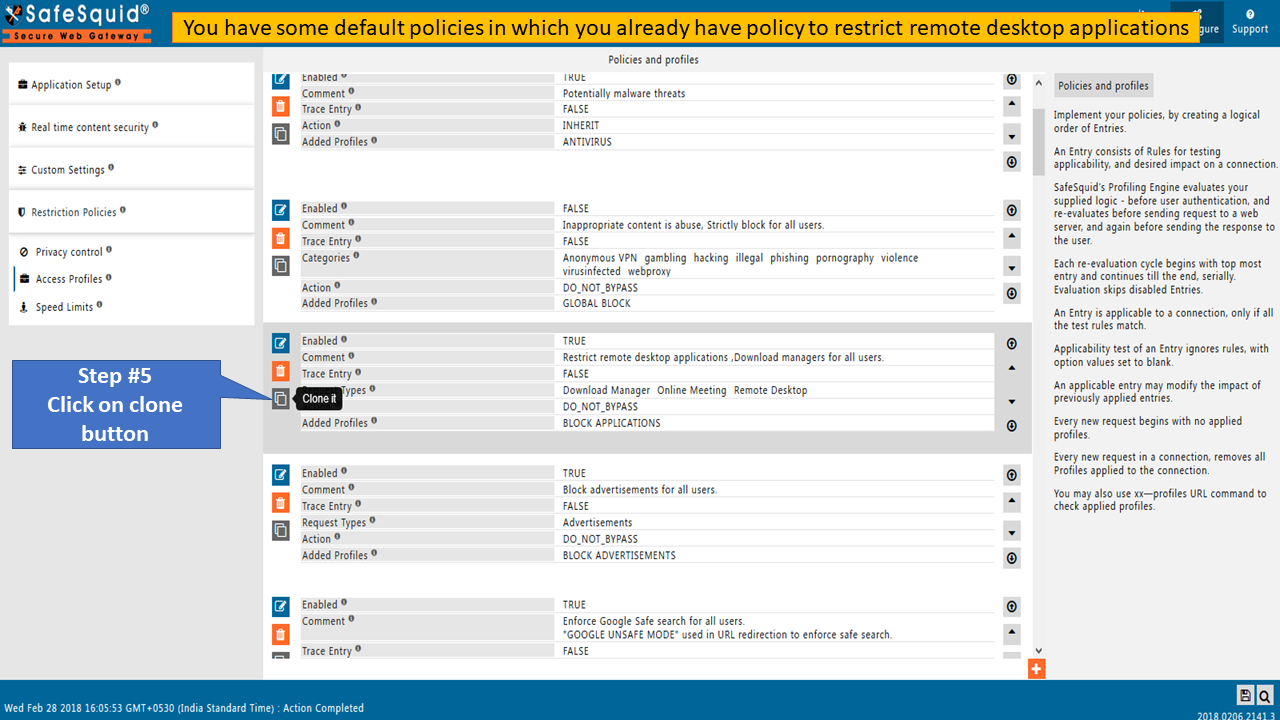 SafeSquid®
Secure Web Gateway
You have some default policies in which you already have policy to restrict remote desktop applications
gure
Support
Application Setup
Real time content security
Custom Settings
Restriction Policies
Privacy control
Access Profiles
Speed Limits
Step #5
Click on clone
button
Policies and profiles
Enabled TRUE
Comment Potentially malware threats
Trace Entry FALSE
Action INHERIT
Added Profiles ANTIVIRUS
Enabled FALSE
Comment Inappropriate content is abuse, Strictly block for all users.
Trace Entry FALSE
Categories Anonymous VPN gambling hacking illegal phishing pornography violence
virusinfected webproxy
Action DO_NOT_BYPASS
Added Profiles GLOBAL BLOCK
Enabled TRUE
Comment Restrict remote desktop applications ,Download managers for all users.
Trace Entry FALSE
Types Download Manager Online Meeting Remote Desktop
Clone it
DO_NOT_BYPASS
Added Profiles BLOCK APPLICATIONS
Enabled TRUE
Comment Block advertisements for all users.
Trace Entry FALSE
Request Types Advertisements
Action DO_NOT_BYPASS
Added Profiles BLOCK ADVERTISEMENTS
Enabled TRUE
Comment Enforce Google Safe search for all users.
"GOOGLE UNSAFE MODE" used in URL redirection to enforce safe search.
Trace Entry FALSE
Policies and profiles
Implement your policies, by creating a logical
order of Entries.
An Entry consists of Rules for testing
applicability, and desired impact on a connection.
SafeSquid's Profiling Engine evaluates your
supplied logic - before user authentication, and
re-evaluates before sending request to a web
server, and again before sending the response to
the user.
Each re-evaluation cycle begins with top most
entry and continues till the end, serially.
Evaluation skips disabled Entries.
An Entry is applicable to a connection, only if all
the test rules match.
Applicability test of an Entry ignores rules, with
option values set to blank.
An applicable entry may modify the impact of
previously applied entries.
Every new request begins with no applied
profiles.
Every new request in a connection, removes all
Profiles applied to the connection.
You may also use xx—profiles URL command to
check applied profiles.
Wed Feb 28 2018 16:05:53 GMT+0530 (India Standard Time) : Action Completed
2018.0206.2141.3